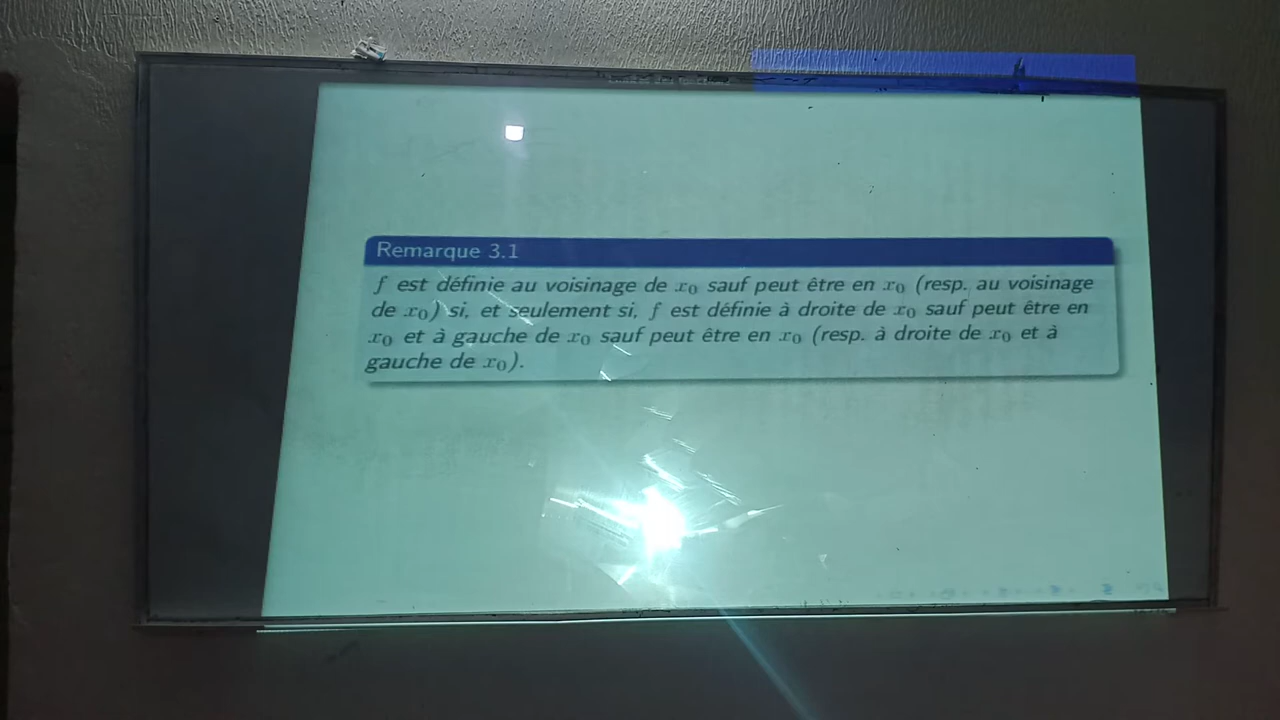 Remarque 3.1
f est définie au voisinage de x₀ sauf peut être en x₀ (resp. au voisinage
de x₀) si, et seulement si, f est définie à droite de x₀ sauf peut être en
x₀ et à gauche de x₀ sauf peut être en x₀ (resp. à droite de x₀ et à
gauche de x₀).